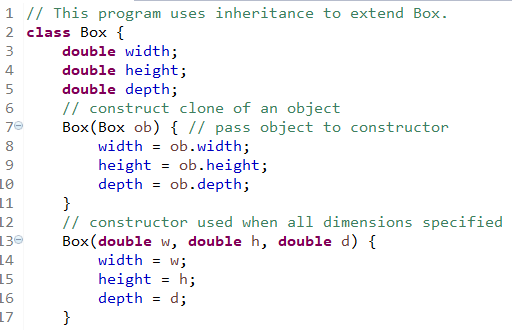 1 // This program uses inheritance to extend Box.
2 class Box {
3     double width;
4     double height;
5     double depth;
6     // construct clone of an object
7     Box(Box ob) { // pass object to constructor
8         width = ob.width;
9         height = ob.height;
10         depth = ob.depth;
11     }
12     // constructor used when all dimensions specified
13     Box(double w, double h, double d) {
14         width = w;
15         height = h;
16         depth = d;
17     }